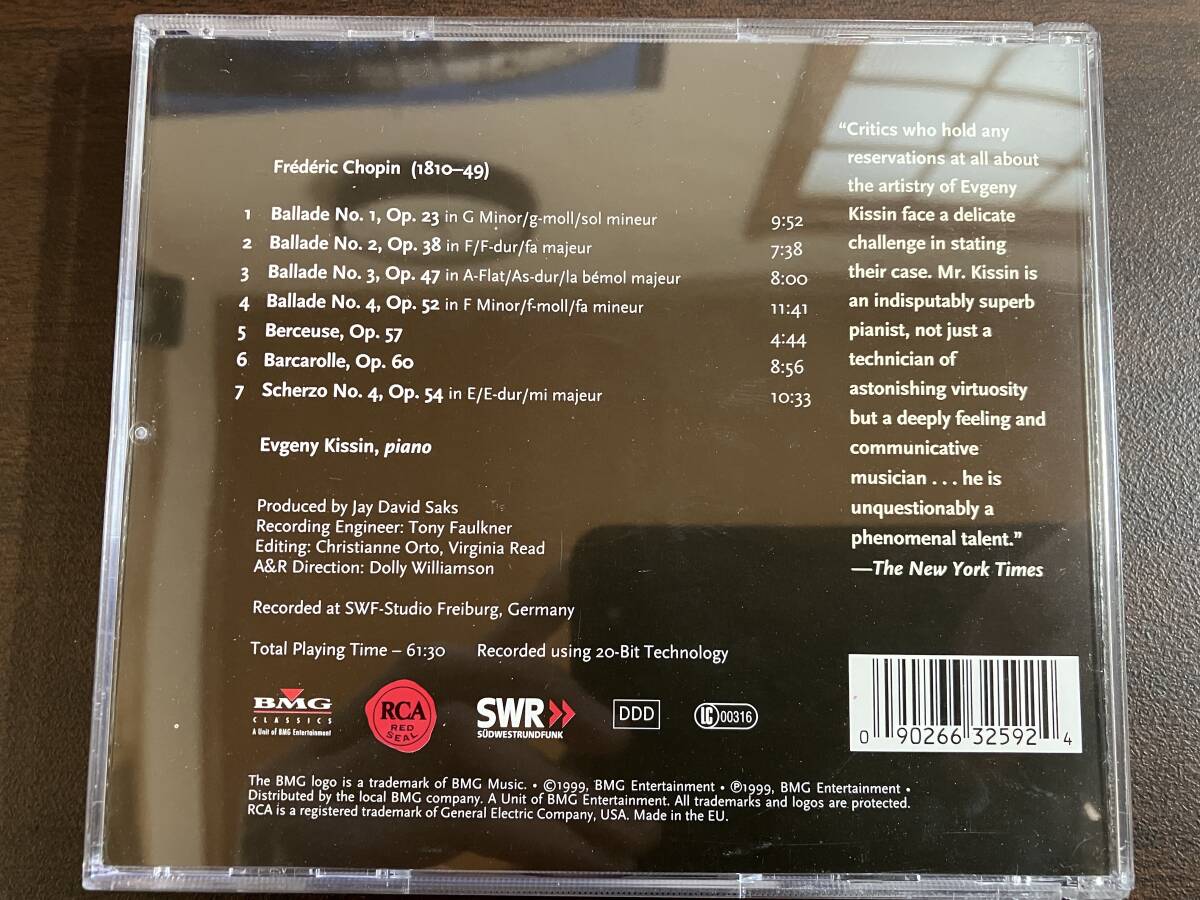 Frédéric Chopin (1810–49)
1 Ballade No. 1, Op. 23 in G Minor/g-moll/sol mineur 9:52
2 Ballade No. 2, Op. 38 in F/F-dur/fa majeur 7:38
3 Ballade No. 3, Op. 47 in A-Flat/As-dur/la bémol majeur 8:00
4 Ballade No. 4, Op. 52 in F Minor/f-moll/fa mineur 11:41
5 Berceuse, Op. 57 4:44
6 Barcarolle, Op. 60 8:56
7 Scherzo No. 4, Op. 54 in E/E-dur/mi majeur 10:33
Evgeny Kissin, piano
Produced by Jay David Saks
Recording Engineer: Tony Faulkner
Editing: Christianne Orto, Virginia Read
A&R Direction: Dolly Williamson
Recorded at SWF-Studio Freiburg, Germany
Total Playing Time – 61:30 Recorded using 20-Bit Technology
“Critics who hold any
reservations at all about
the artistry of Evgeny
Kissin face a delicate
challenge in stating
their case. Mr. Kissin is
an indisputably superb
pianist, not just a
technician of
astonishing virtuosity
but a deeply feeling and
communicative
musician . . . he is
unquestionably a
phenomenal talent.”
—The New York Times
BMG
CLASSICS
A Unit of BMG Entertainment
RCA
RED
SEAL
SWR
SÜDWESTRUNDFUNK
DDD
LC 00316
0 90266 32592 4
The BMG logo is a trademark of BMG Music. • ©1999, BMG Entertainment • ℗1999, BMG Entertainment •
Distributed by the local BMG company. A Unit of BMG Entertainment. All trademarks and logos are protected.
RCA is a registered trademark of General Electric Company, USA. Made in the EU.